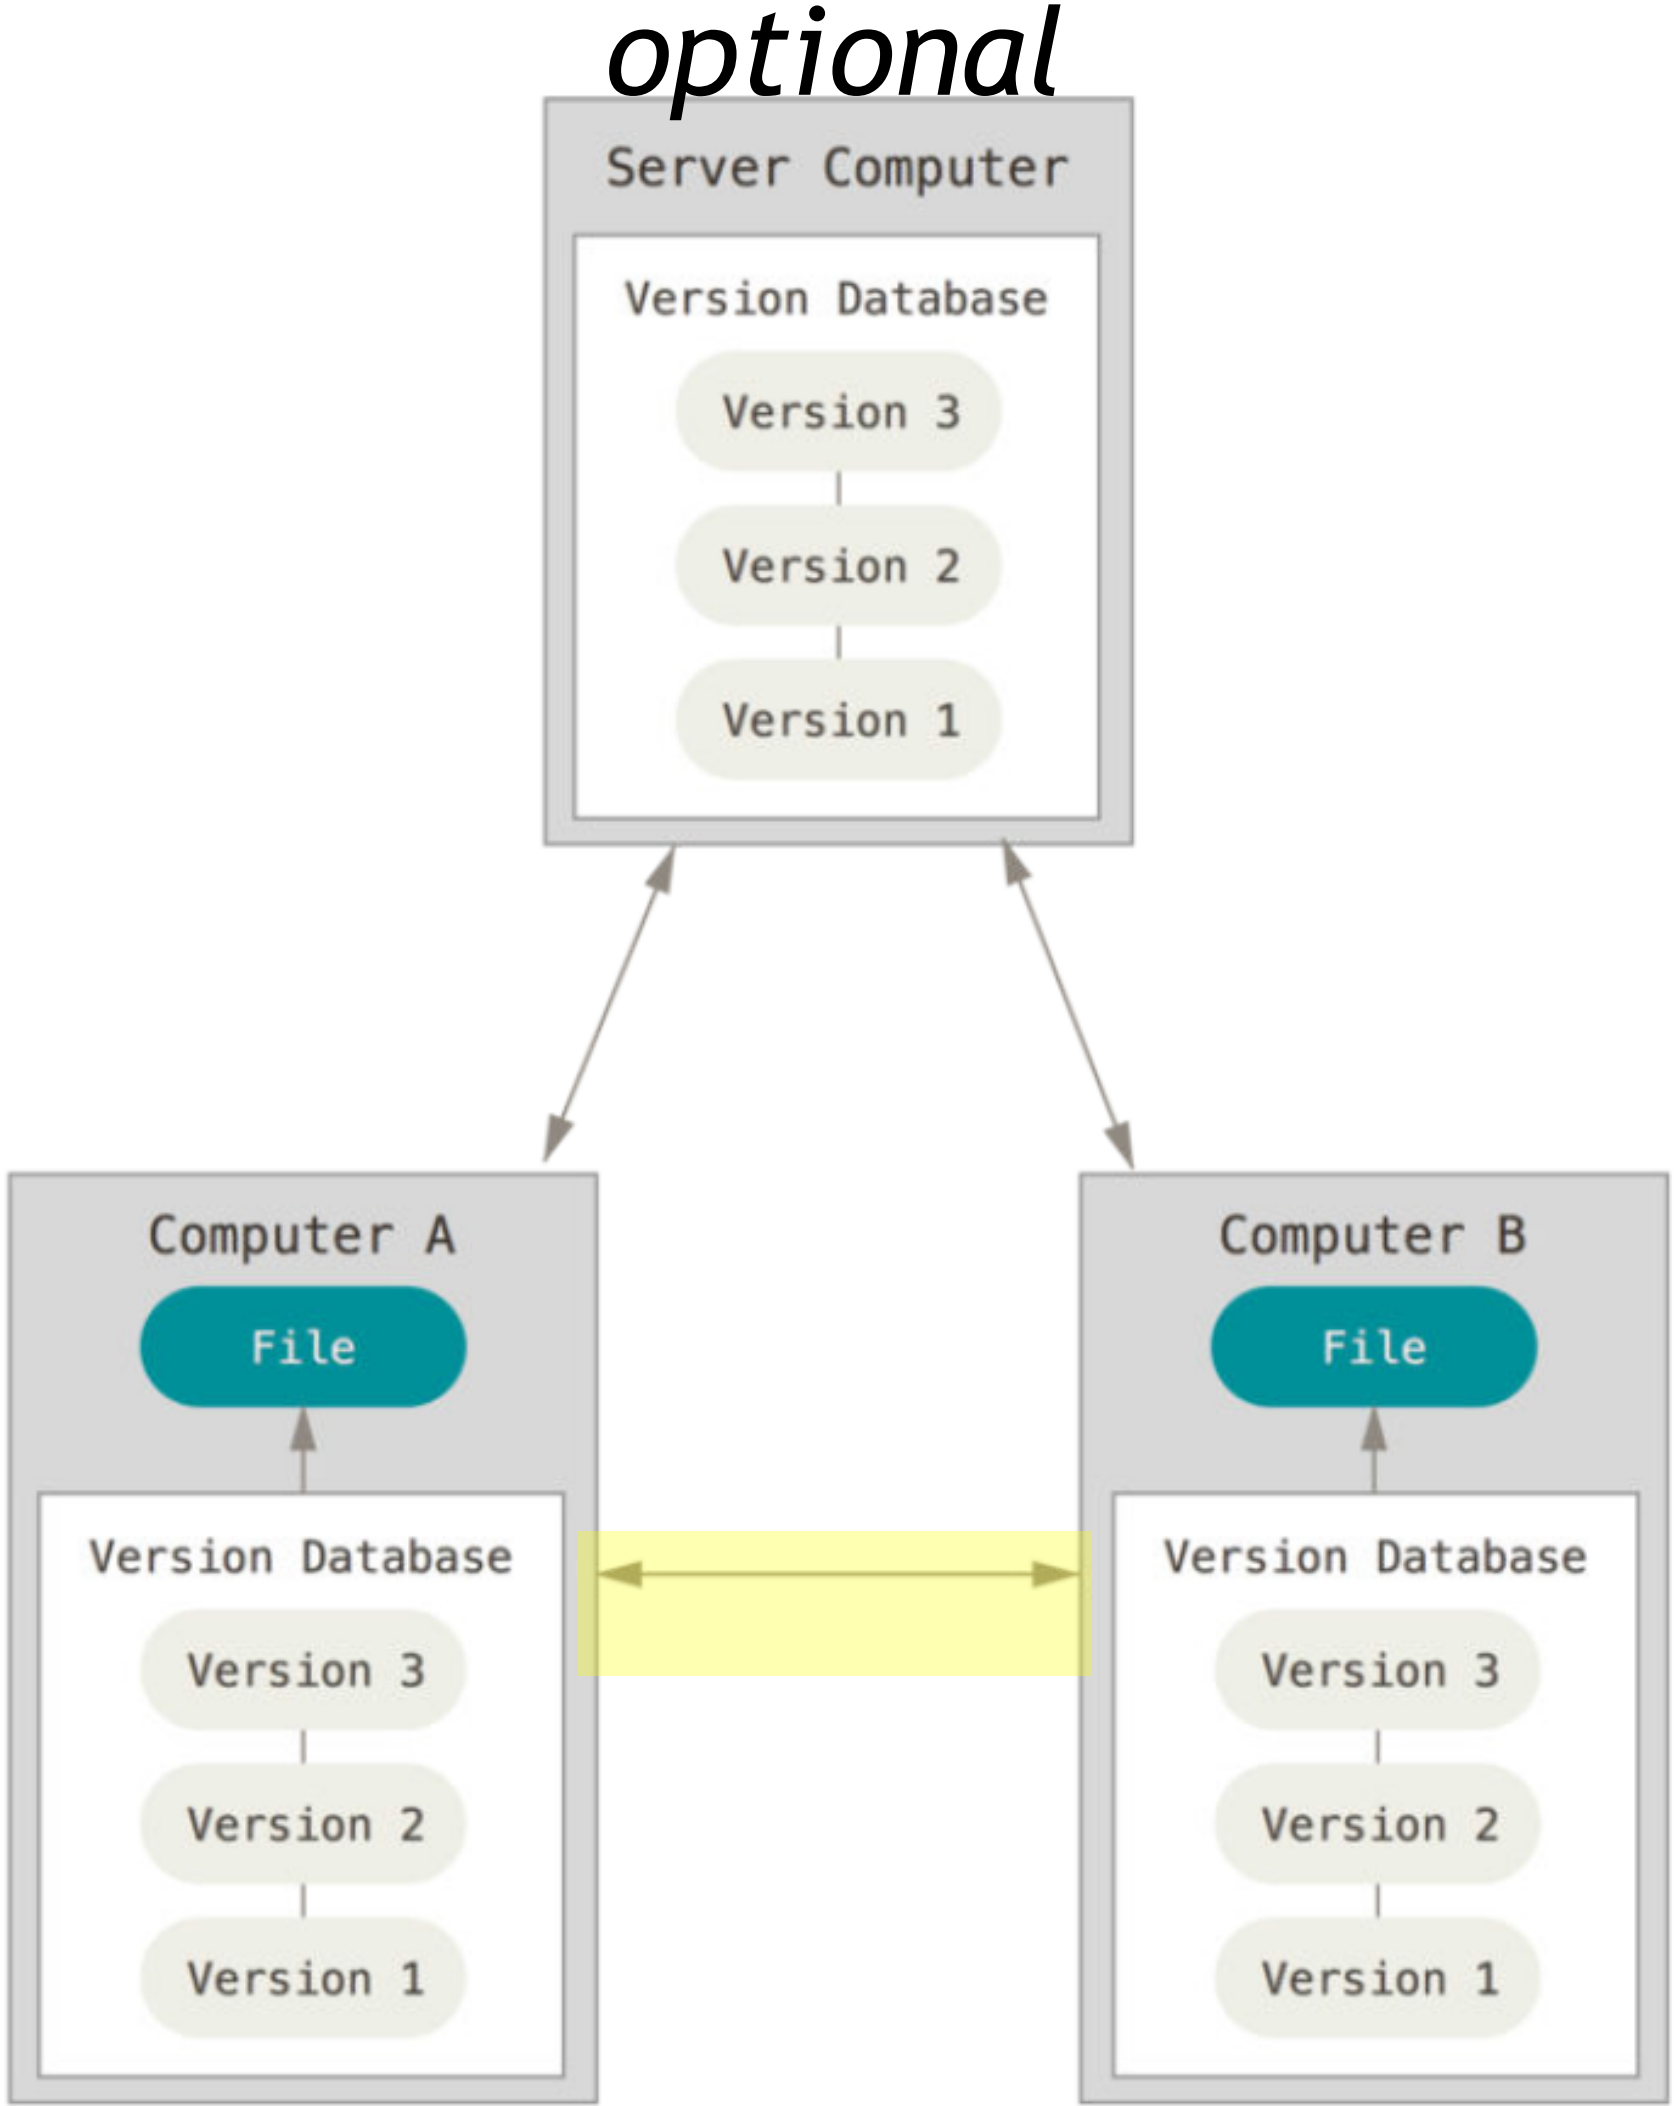 optional
Server Computer
Version Database
Version 3
Version 2
Version 1
Computer A
File
Version Database
Version 3
Version 2
Version 1
Computer B
File
Version Database
Version 3
Version 2
Version 1